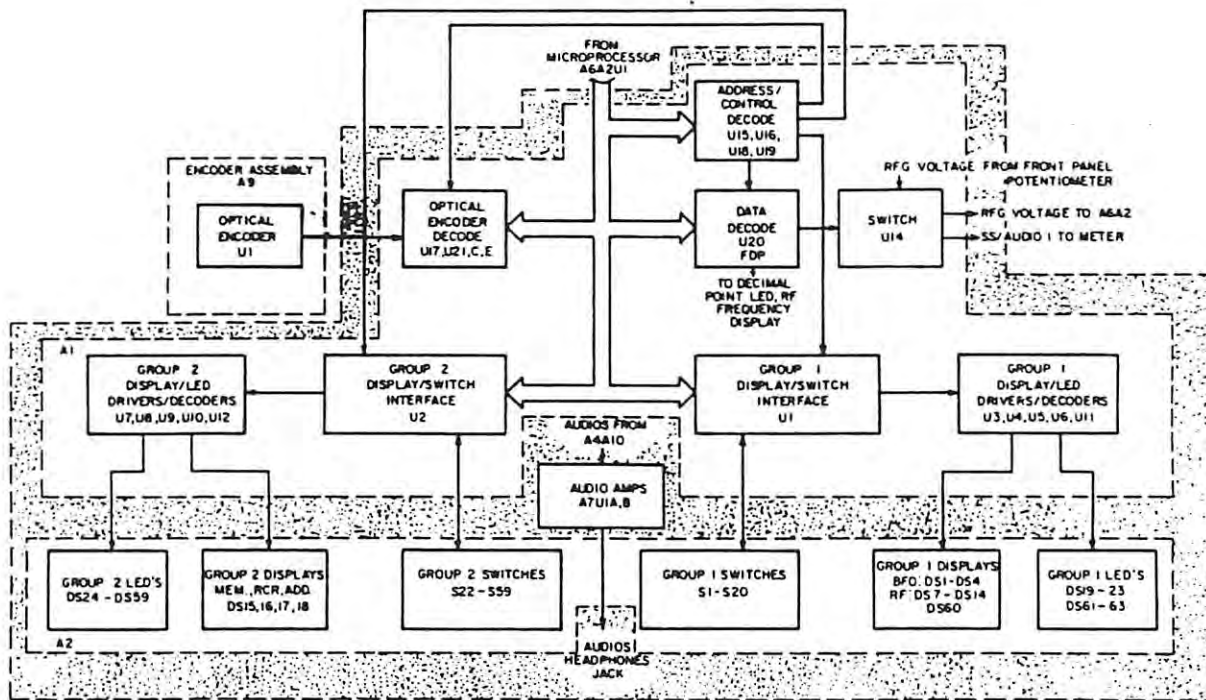 FROM
MICROPROCESSOR
A6A2U1
ADDRESS/
CONTROL
DECODE
U15,U16,
U18,U19
ENCODER ASSEMBLY
A9
OPTICAL
ENCODER
U1
OPTICAL
ENCODER
DECODE
U17,U21,C,E
DATA
DECODE
U20
FDP
RFG VOLTAGE FROM FRONT PANEL
POTENTIOMETER
SWITCH
U14
RFG VOLTAGE TO A6A2
SS/AUDIO 1 TO METER
TO DECIMAL
POINT LED, RF
FREQUENCY
DISPLAY
A1
GROUP 2
DISPLAY/LED
DRIVERS/DECODERS
U7,U8,U9,U10,U12
GROUP 2
DISPLAY/SWITCH
INTERFACE
U2
GROUP 1
DISPLAY/SWITCH
INTERFACE
U1
GROUP 1
DISPLAY/LED
DRIVERS/DECODERS
U3,U4,U5,U6,U11
AUDIOS FROM
A4A10
AUDIO AMPS
A7U1A,B
GROUP 2 LED'S
DS24-DS59
GROUP 2 DISPLAYS
MEM.,RCR,ADD.
DS15,16,17,18
GROUP 2 SWITCHES
S22-S59
GROUP 1 SWITCHES
S1-S20
GROUP 1 DISPLAYS
BFO: DS1-DS4
RF: DS7-DS14
DS60
GROUP 1 LED'S
DS19-23
DS61-63
A2
AUDIOS
HEADPHONES
JACK